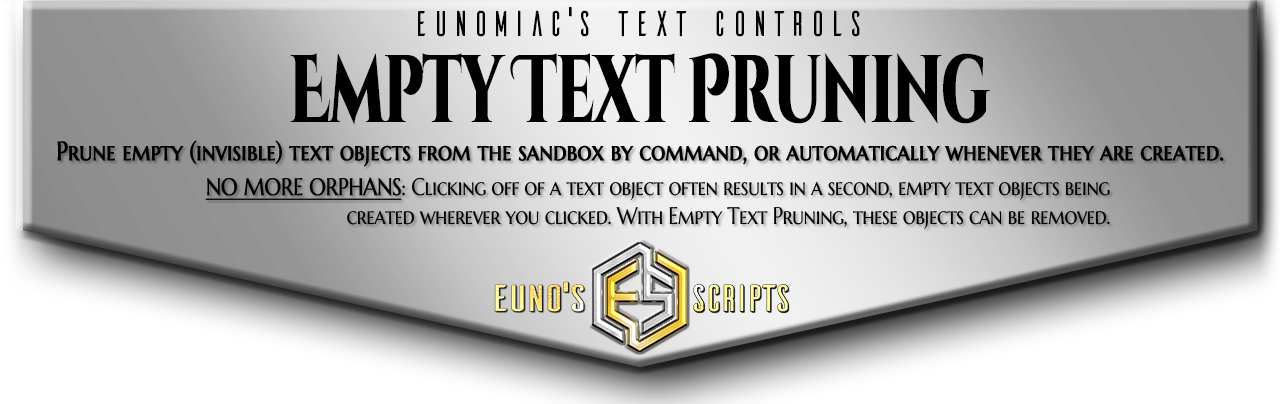 EUNOMIAC'S TEXT CONTROLS
EMPTY TEXT PRUNING
PRUNE EMPTY (INVISIBLE) TEXT OBJECTS FROM THE SANDBOX BY COMMAND, OR AUTOMATICALLY WHENEVER THEY ARE CREATED.
NO MORE ORPHANS: CLICKING OFF OF A TEXT OBJECT OFTEN RESULTS IN A SECOND, EMPTY TEXT OBJECTS BEING
CREATED WHEREVER YOU CLICKED. WITH EMPTY TEXT PRUNING, THESE OBJECTS CAN BE REMOVED.
EUNO'S ES SCRIPTS